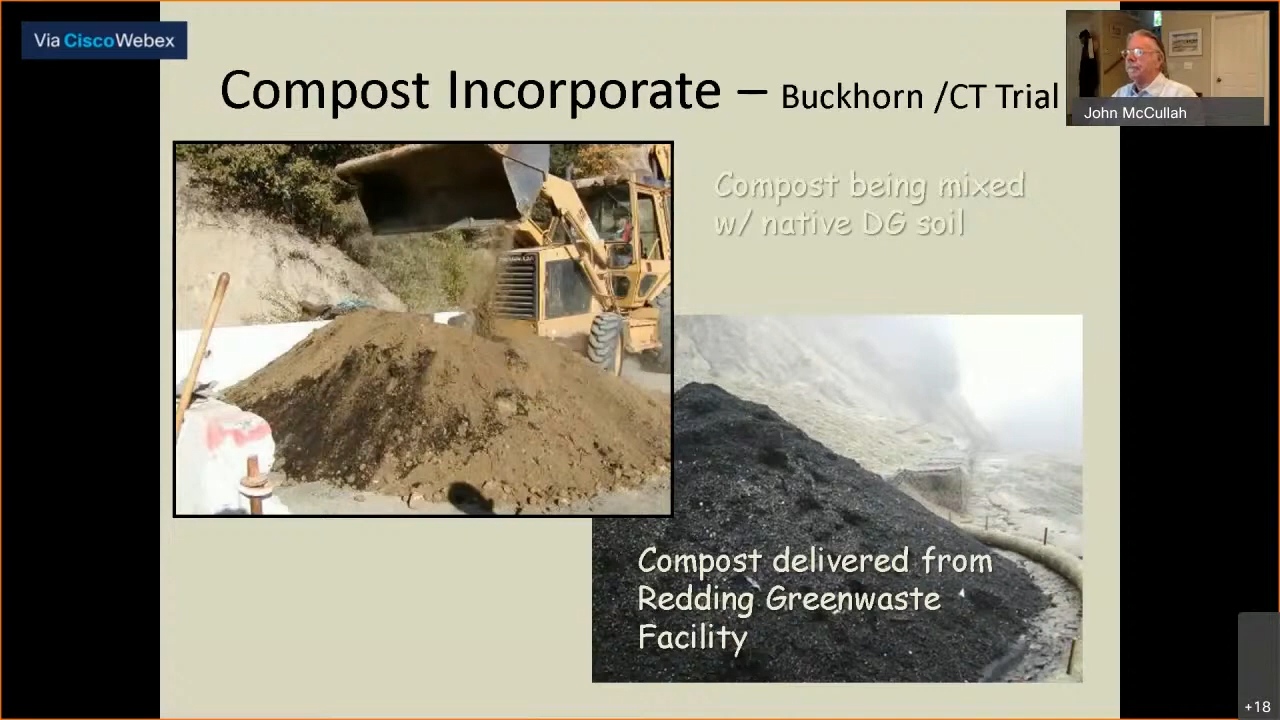 Via CiscoWebex
Compost Incorporate – Buckhorn /CT Trial
John McCullah
Compost being mixed
w/ native DG soil
Compost delivered from
Redding Greenwaste
Facility
+18